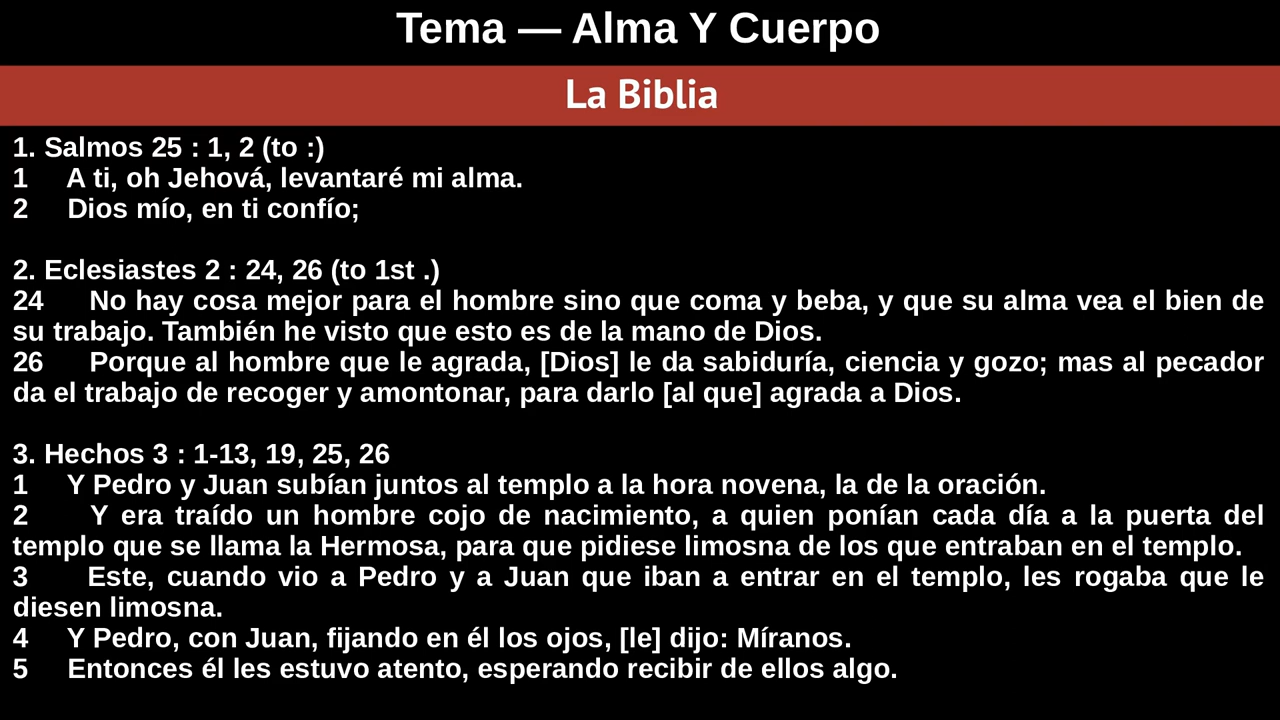 Tema — Alma Y Cuerpo
La Biblia
1. Salmos 25 : 1, 2 (to :)
1 A ti, oh Jehová, levantaré mi alma.
2 Dios mío, en ti confío;
2. Eclesiastes 2 : 24, 26 (to 1st .)
24 No hay cosa mejor para el hombre sino que coma y beba, y que su alma vea el bien de
su trabajo. También he visto que esto es de la mano de Dios.
26 Porque al hombre que le agrada, [Dios] le da sabiduría, ciencia y gozo; mas al pecador
da el trabajo de recoger y amontonar, para darlo [al que] agrada a Dios.
3. Hechos 3 : 1-13, 19, 25, 26
1 Y Pedro y Juan subían juntos al templo a la hora novena, la de la oración.
2 Y era traído un hombre cojo de nacimiento, a quien ponían cada día a la puerta del
templo que se llama la Hermosa, para que pidiese limosna de los que entraban en el templo.
3 Este, cuando vio a Pedro y a Juan que iban a entrar en el templo, les rogaba que le
diesen limosna.
4 Y Pedro, con Juan, fijando en él los ojos, [le] dijo: Míranos.
5 Entonces él les estuvo atento, esperando recibir de ellos algo.